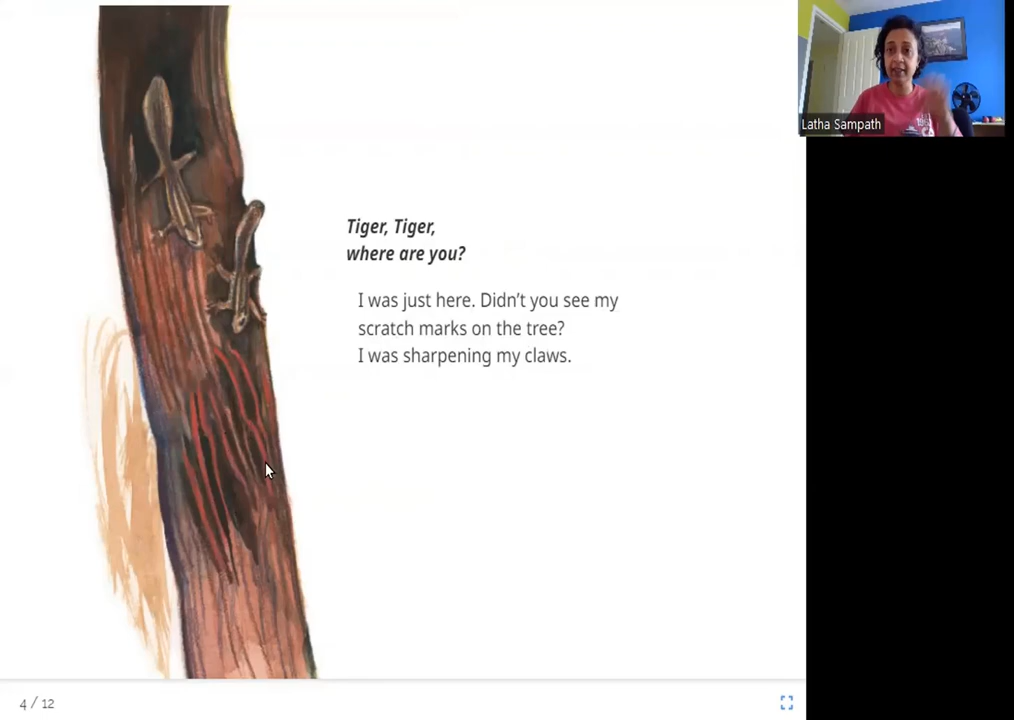 Latha Sampath
Tiger, Tiger,
where are you?
I was just here. Didn't you see my
scratch marks on the tree?
I was sharpening my claws.
4 / 12